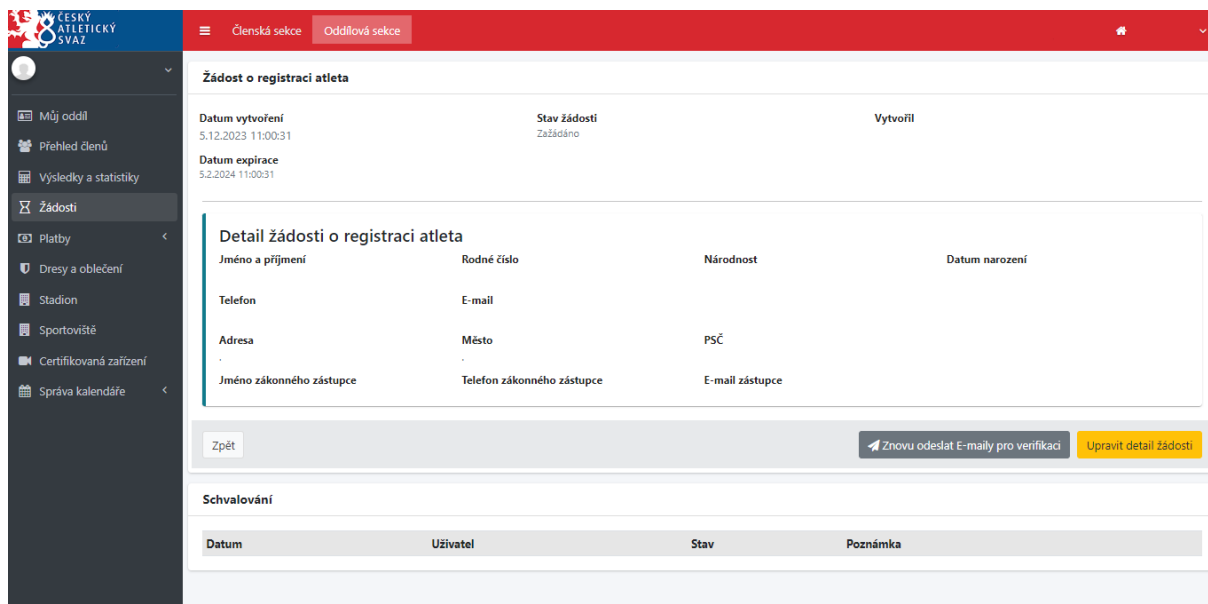 ČESKÝ
ATLETICKÝ
SVAZ
Členská sekce
Oddílová sekce
Můj oddíl
Přehled členů
Výsledky a statistiky
Žádosti
Platby
Dresy a oblečení
Stadion
Sportoviště
Certifikovaná zařízení
Správa kalendáře
Žádost o registraci atleta
Datum vytvoření Stav žádosti Vytvořil
5.12.2023 11:00:31 Zažádáno
Datum expirace
5.2.2024 11:00:31
Detail žádosti o registraci atleta
Jméno a příjmení Rodné číslo Národnost Datum narození
Telefon E-mail
Adresa Město PSČ
. .
Jméno zákonného zástupce Telefon zákonného zástupce E-mail zástupce
Zpět Znovu odeslat E-maily pro verifikaci Upravit detail žádosti
Schvalování
Datum Uživatel Stav Poznámka